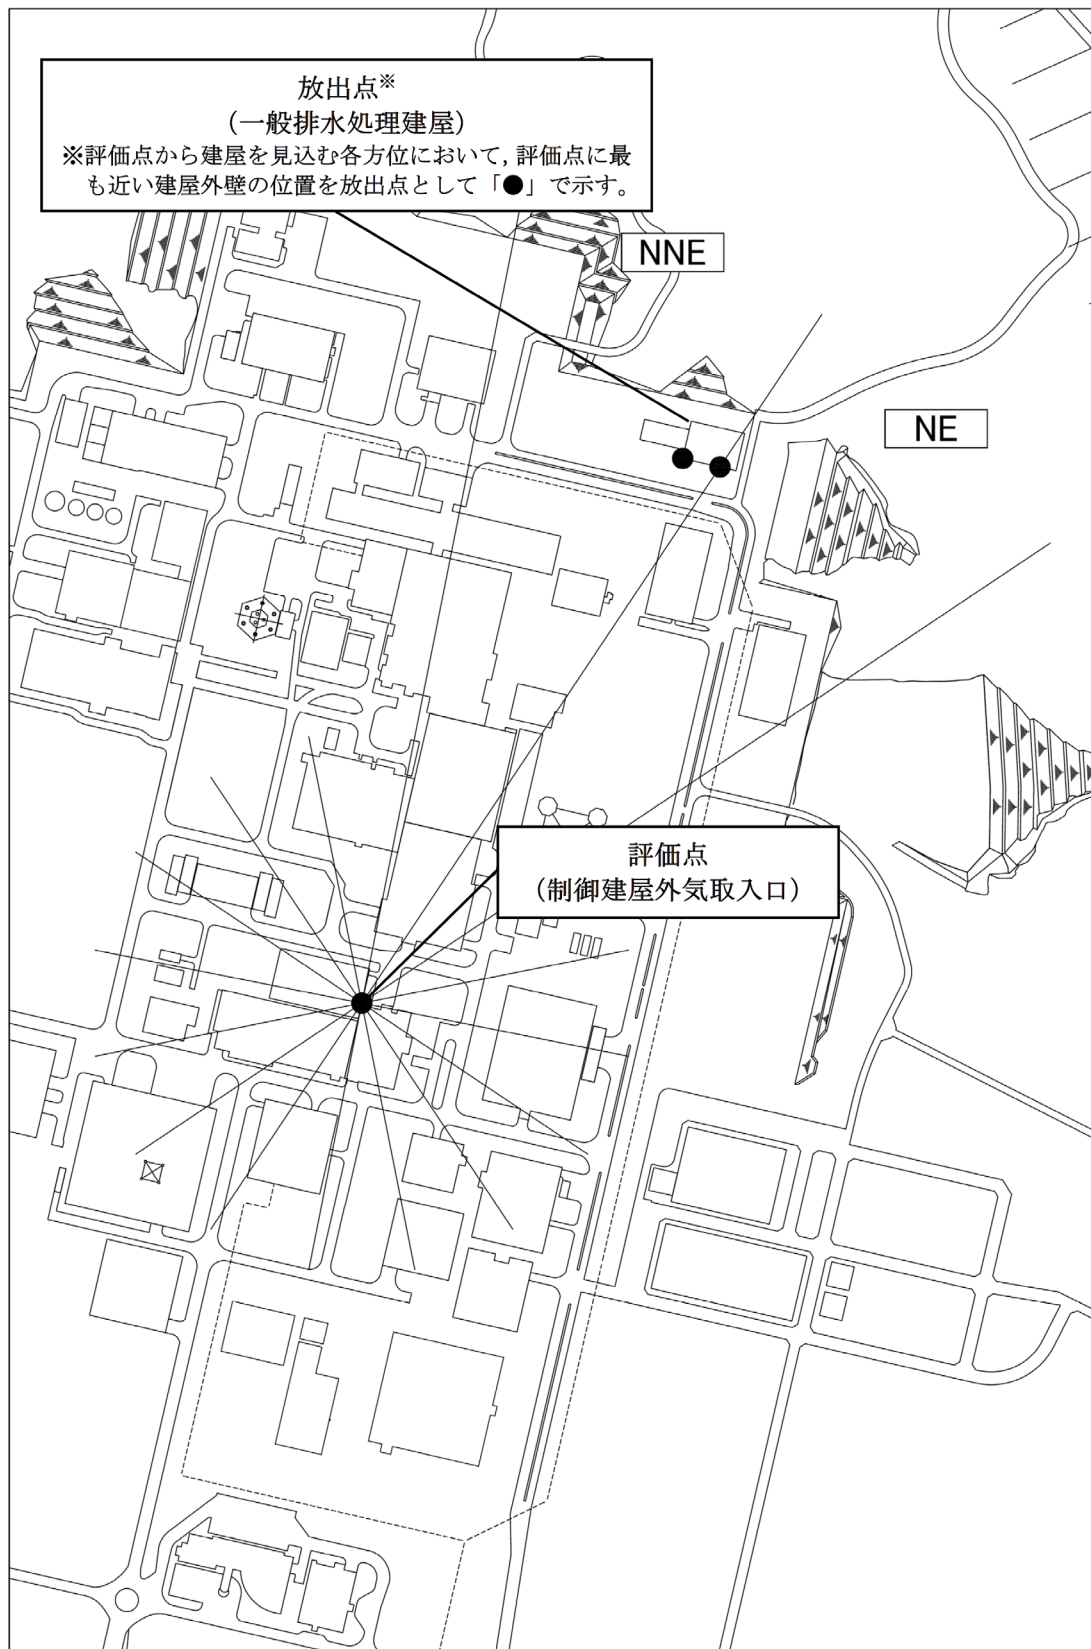 放出点※
（一般排水処理建屋）
※評価点から建屋を見込む各方位において，評価点に最
も近い建屋外壁の位置を放出点として「●」で示す。
NNE
NE
評価点
（制御建屋外気取入口）